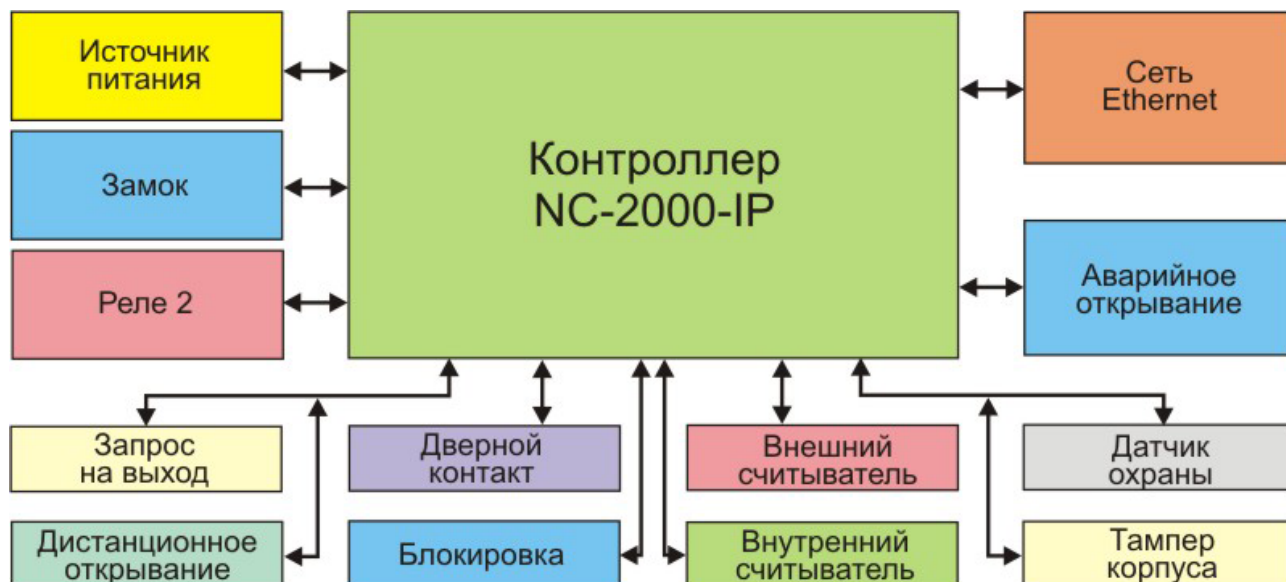 Источник
питания
Контроллер
NC-2000-IP
Сеть
Ethernet
Замок
Реле 2
Аварийное
открывание
Запрос
на выход
Дверной
контакт
Внешний
считыватель
Датчик
охраны
Дистанционное
открывание
Блокировка
Внутренний
считыватель
Тампер
корпуса